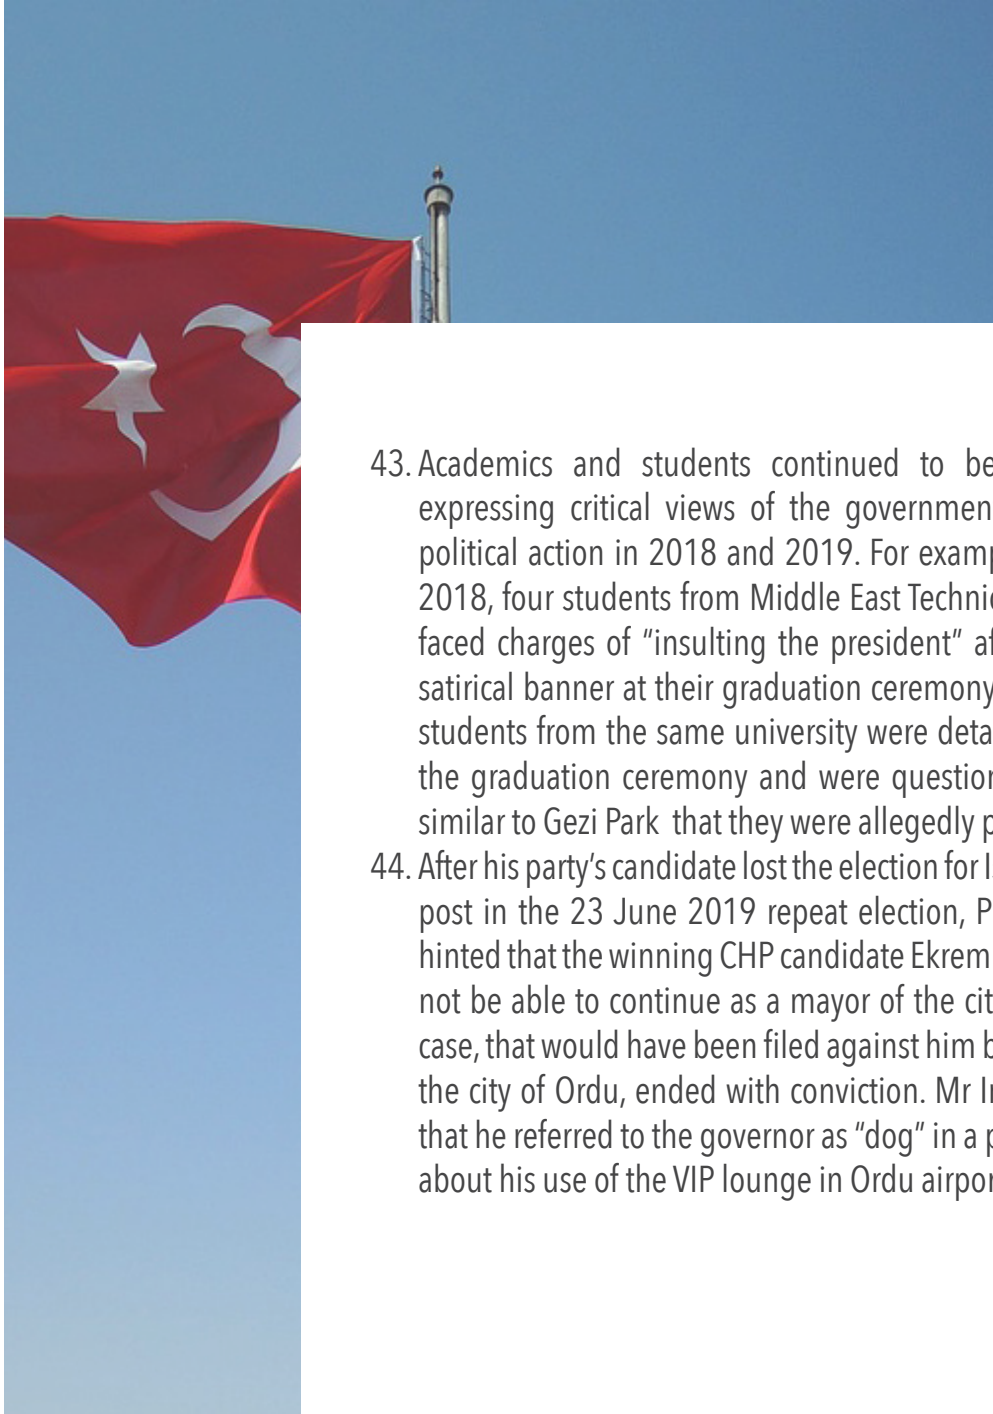 43. Academics and students continued to be
expressing critical views of the governmen
political action in 2018 and 2019. For examp
2018, four students from Middle East Technic
faced charges of “insulting the president” af
satirical banner at their graduation ceremony
students from the same university were deta
the graduation ceremony and were question
similar to Gezi Park that they were allegedly p
44. After his party’s candidate lost the election for I
post in the 23 June 2019 repeat election, P
hinted that the winning CHP candidate Ekrem
not be able to continue as a mayor of the cit
case, that would have been filed against him b
the city of Ordu, ended with conviction. Mr I
that he referred to the governor as “dog” in a p
about his use of the VIP lounge in Ordu airpor